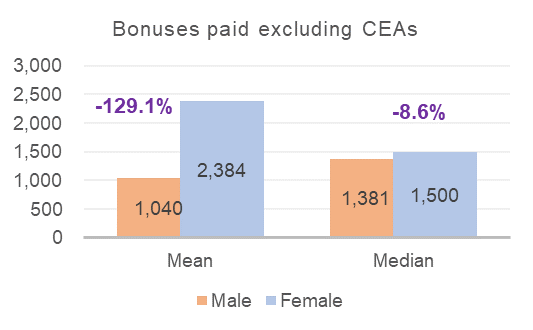 Bonuses paid excluding CEAs
3,000
2,500
2,000
1,500
1,000
500
0
-129.1%
-8.6%
1,040
2,384
1,381
1,500
Mean
Median
Male
Female